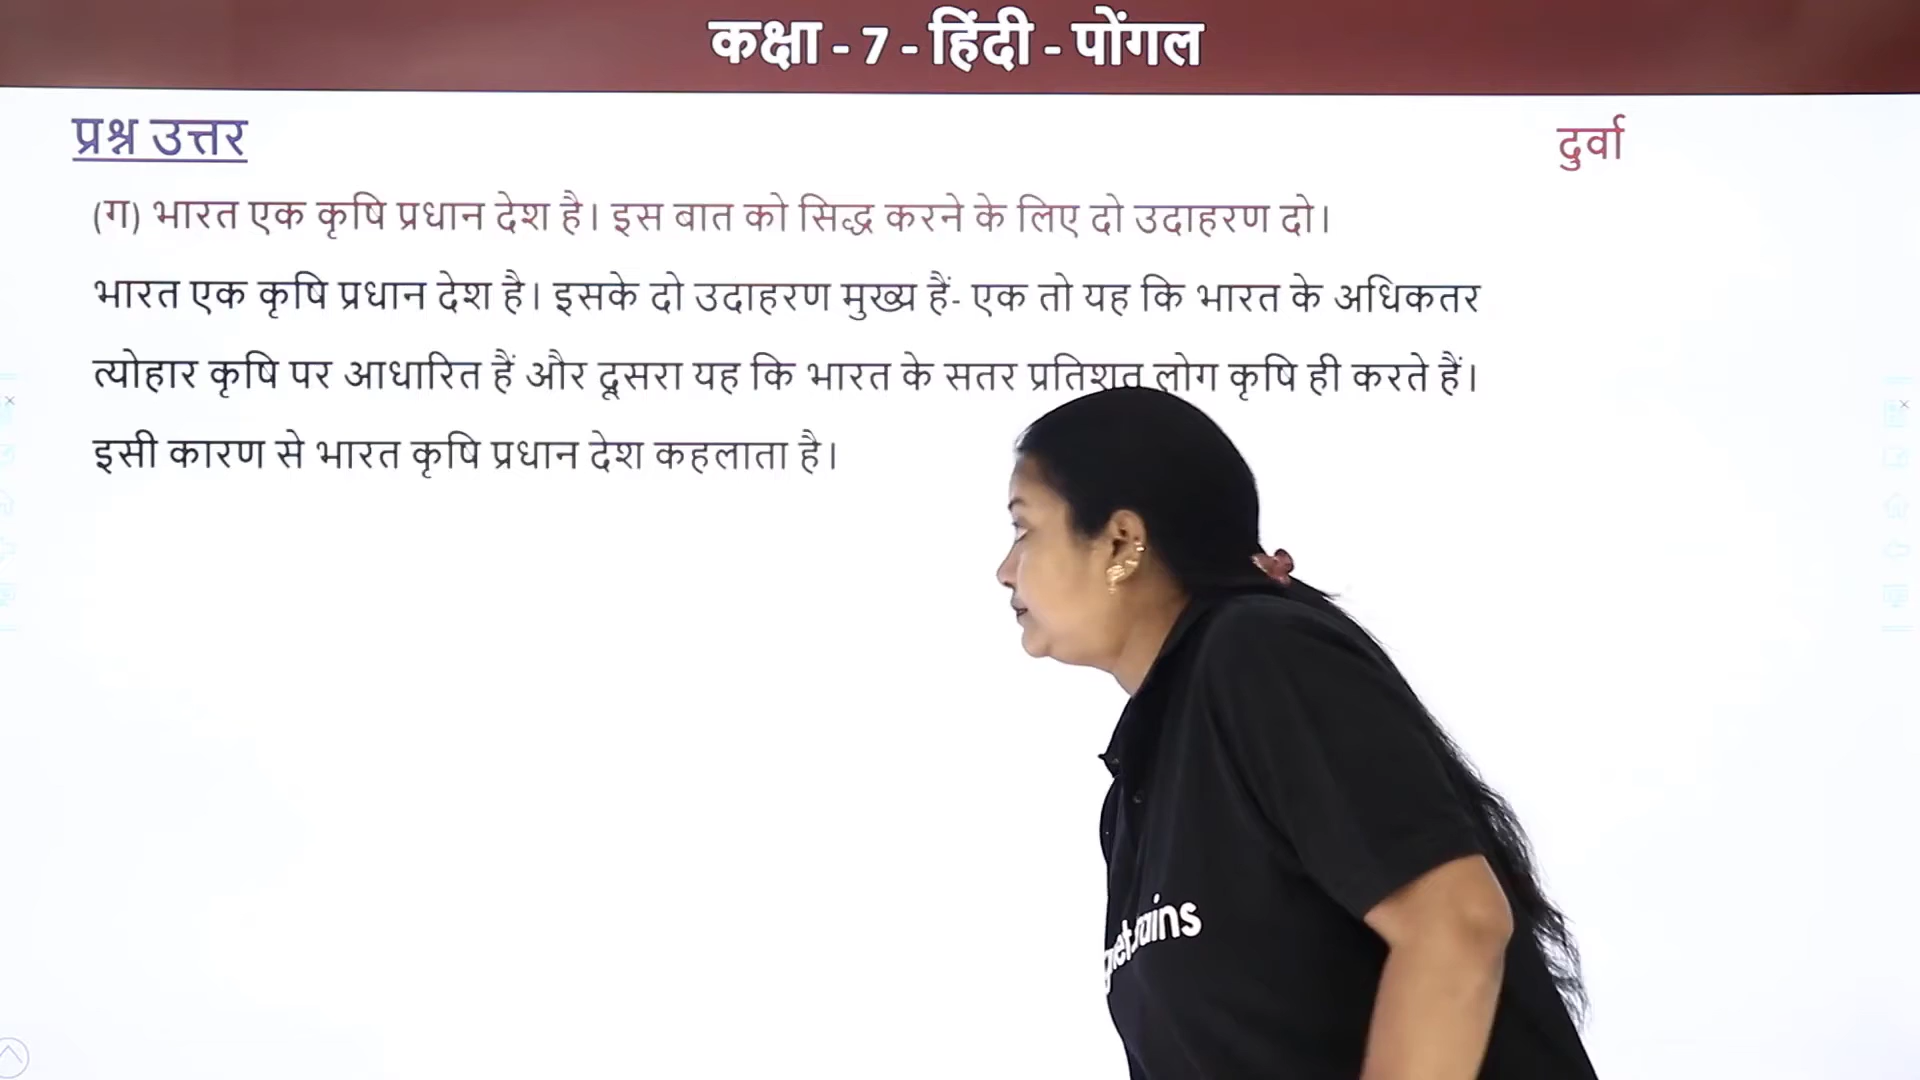 कक्षा - 7 - हिंदी - पोंगल
प्रश्न उत्तर
दुर्वा
(ग) भारत एक कृषि प्रधान देश है। इस बात को सिद्ध करने के लिए दो उदाहरण दो।
भारत एक कृषि प्रधान देश है। इसके दो उदाहरण मुख्य हैं- एक तो यह कि भारत के अधिकतर
त्योहार कृषि पर आधारित हैं और दूसरा यह कि भारत के सतर प्रतिशत लोग कृषि ही करते हैं।
इसी कारण से भारत कृषि प्रधान देश कहलाता है।